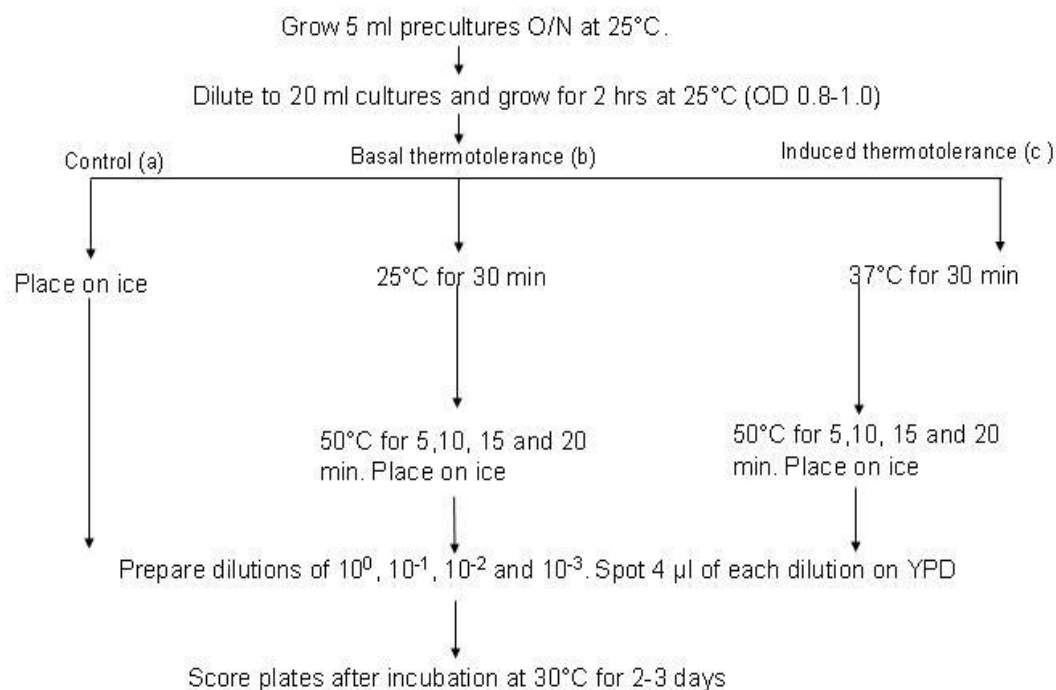 Grow 5 ml precultures O/N at 25°C.
Dilute to 20 ml cultures and grow for 2 hrs at 25°C (OD 0.8-1.0)
Control (a)
Basal thermotolerance (b)
Induced thermotolerance (c )
Place on ice
25°C for 30 min
37°C for 30 min
50°C for 5,10, 15 and 20
min. Place on ice
50°C for 5,10, 15 and 20
min. Place on ice
Prepare dilutions of 10⁰, 10⁻¹, 10⁻² and 10⁻³. Spot 4 µl of each dilution on YPD
Score plates after incubation at 30°C for 2-3 days